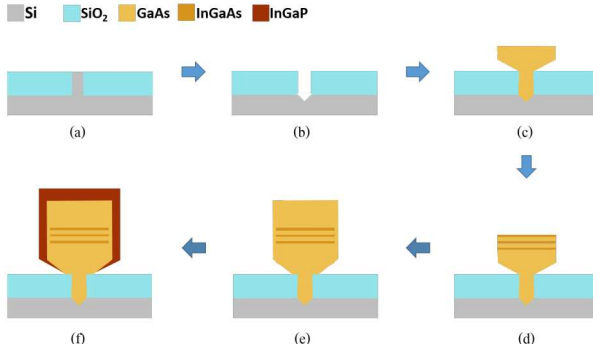 Si SiO₂ GaAs InGaAs InGaP
(a) (b) (c)
(f) (e) (d)